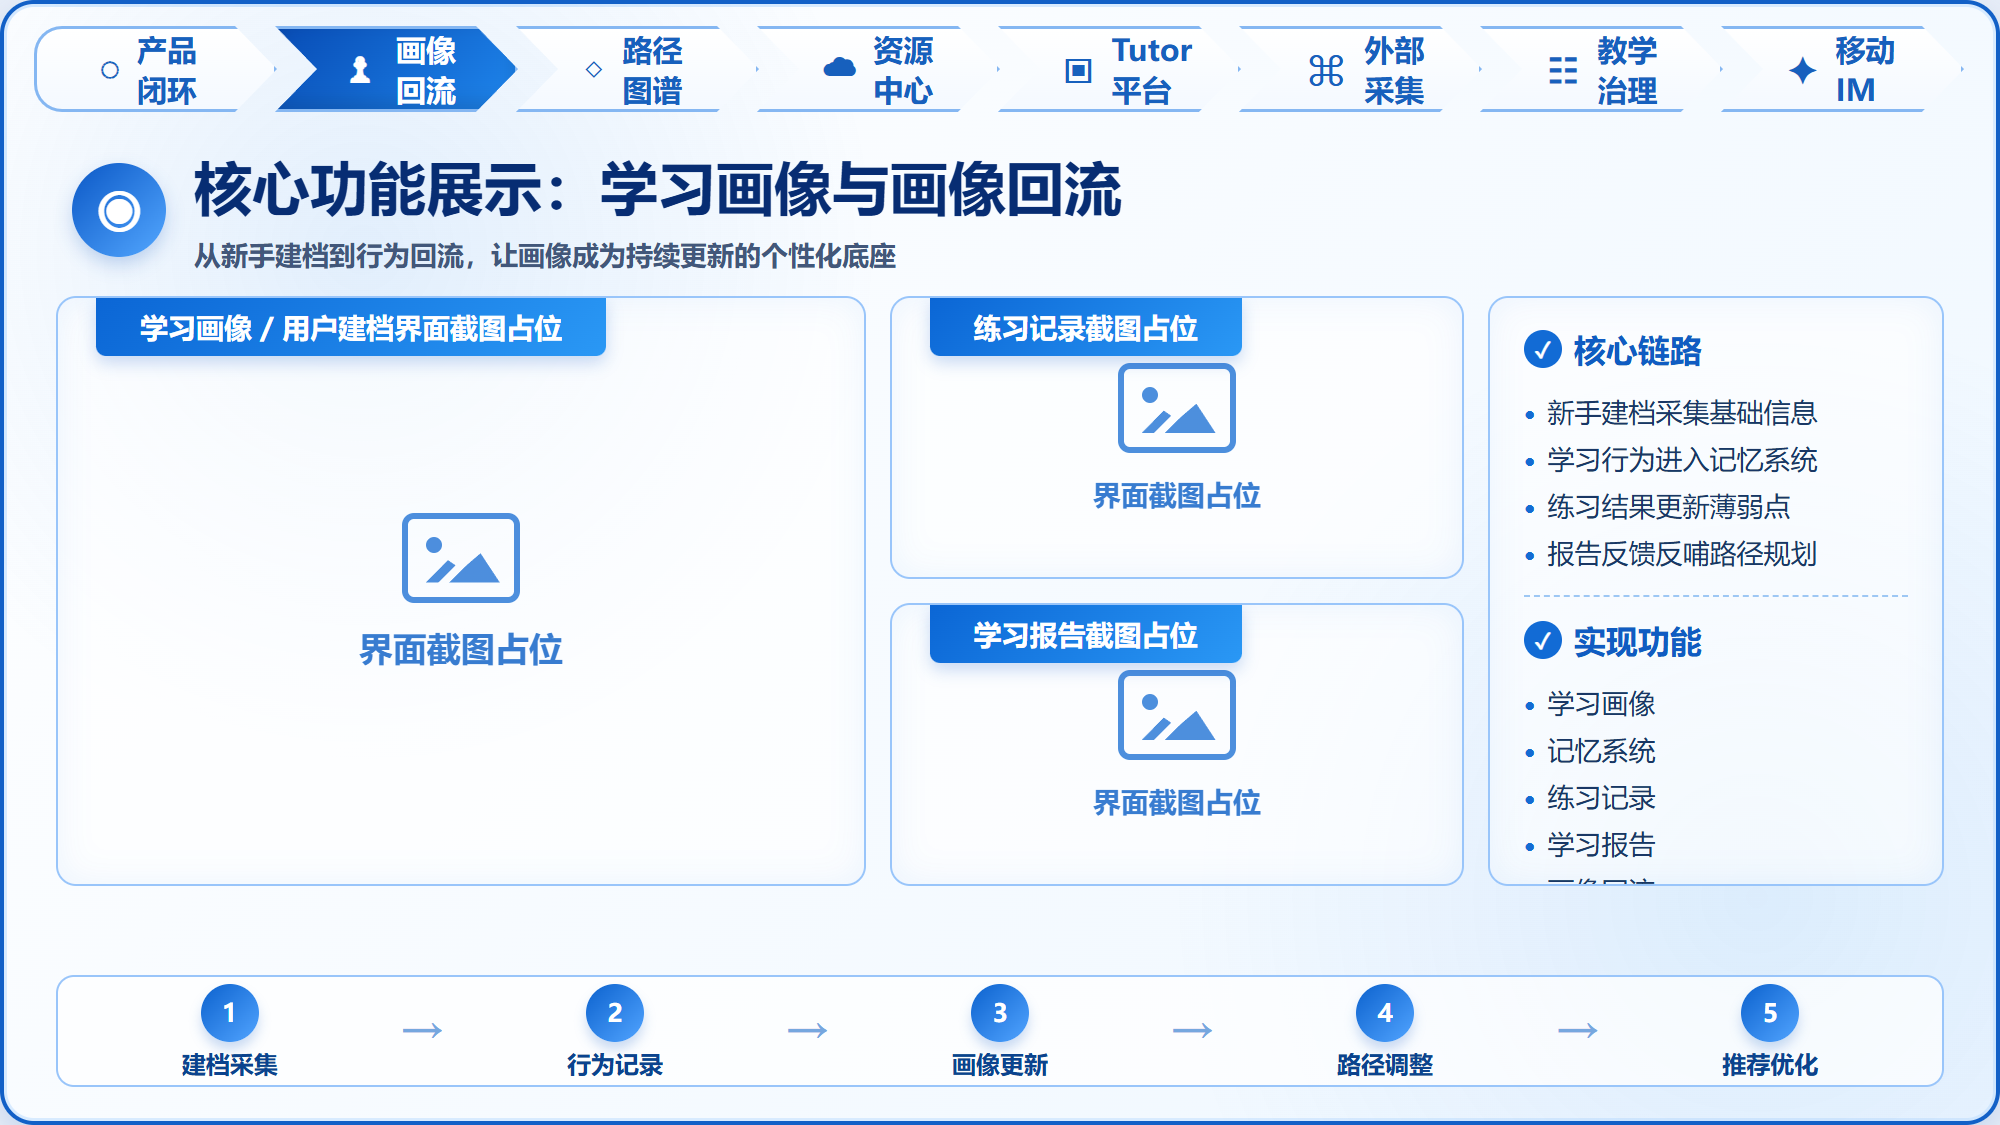 产品
闭环
画像
回流
路径
图谱
资源
中心
Tutor
平台
外部
采集
教学
治理
移动
IM
核心功能展示：学习画像与画像回流
从新手建档到行为回流，让画像成为持续更新的个性化底座
学习画像 / 用户建档界面截图占位
界面截图占位
练习记录截图占位
界面截图占位
学习报告截图占位
界面截图占位
核心链路
• 新手建档采集基础信息
• 学习行为进入记忆系统
• 练习结果更新薄弱点
• 报告反馈反哺路径规划
实现功能
• 学习画像
• 记忆系统
• 练习记录
• 学习报告
1
建档采集
→
2
行为记录
→
3
画像更新
→
4
路径调整
→
5
推荐优化